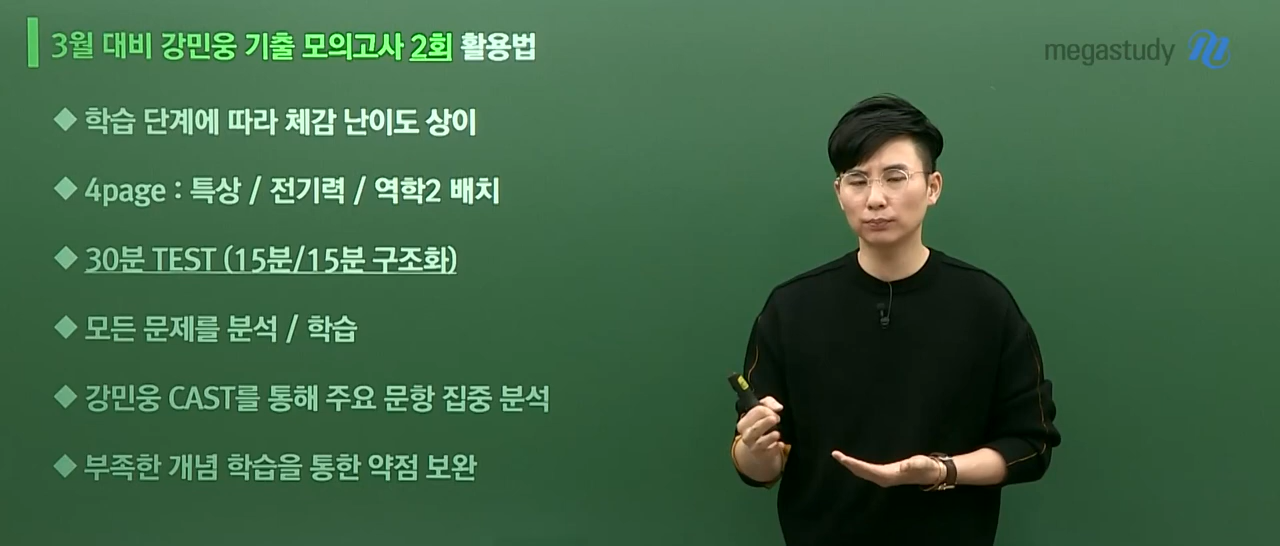 3월 대비 강민웅 기출 모의고사 2회 활용법
megastudy
◆ 학습 단계에 따라 체감 난이도 상이
◆ 4page : 특상 / 전기력 / 역학2 배치
◆ 30분 TEST (15분/15분 구조화)
◆ 모든 문제를 분석 / 학습
◆ 강민웅 CAST를 통해 주요 문항 집중 분석
◆ 부족한 개념 학습을 통한 약점 보완